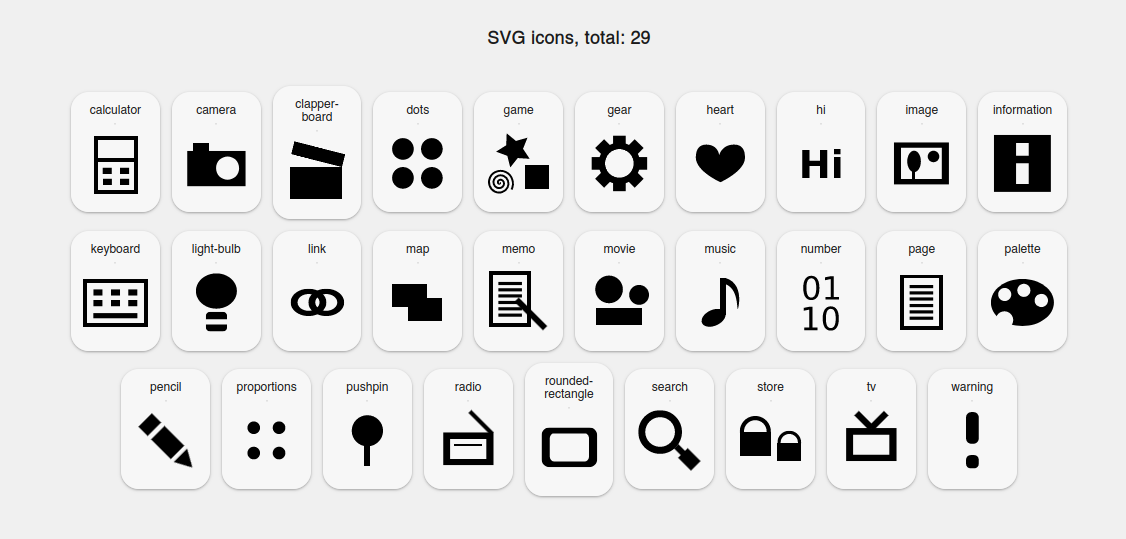 SVG icons, total: 29
calculator
camera
clapper-
board
dots
game
gear
heart
hi
image
information
Hi
keyboard
light-bulb
link
map
memo
movie
music
number
page
palette
01
10
pencil
proportions
pushpin
radio
rounded-
rectangle
search
store
tv
warning